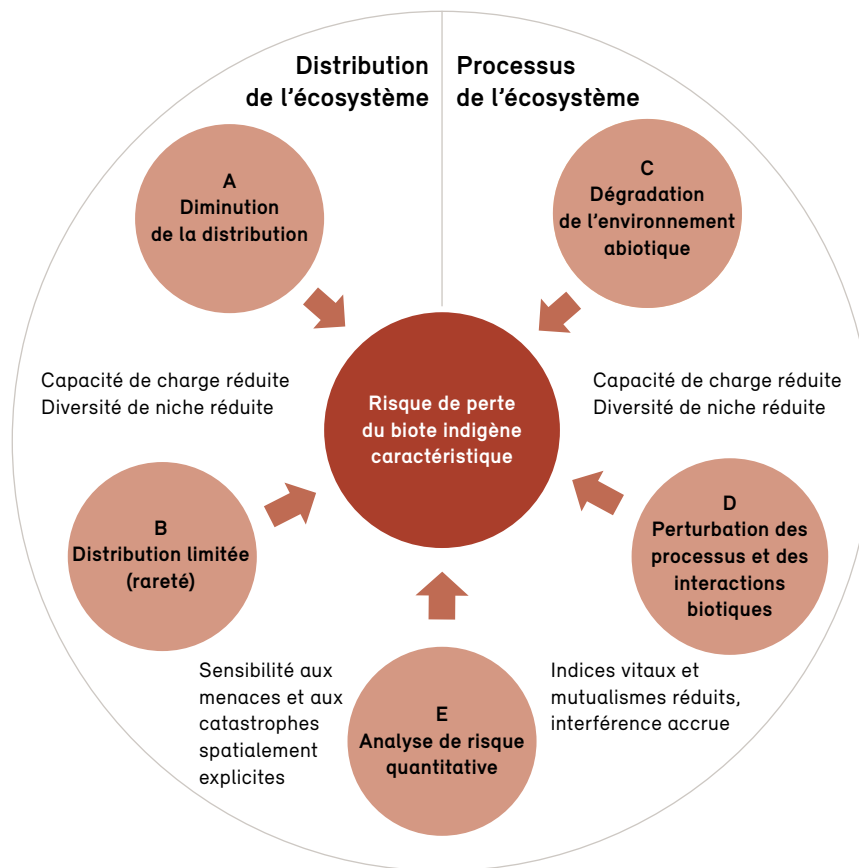 Distribution
de l'écosystème
Processus
de l'écosystème
A
Diminution
de la distribution
C
Dégradation
de l'environnement
abiotique
Capacité de charge réduite
Diversité de niche réduite
Risque de perte
du biote indigène
caractéristique
Capacité de charge réduite
Diversité de niche réduite
B
Distribution limitée
(rareté)
D
Perturbation des
processus et des
interactions
biotiques
Sensibilité aux
menaces et aux
catastrophes
spatialement
explicites
E
Analyse de risque
quantitative
Indices vitaux et
mutualismes réduits,
interférence accrue